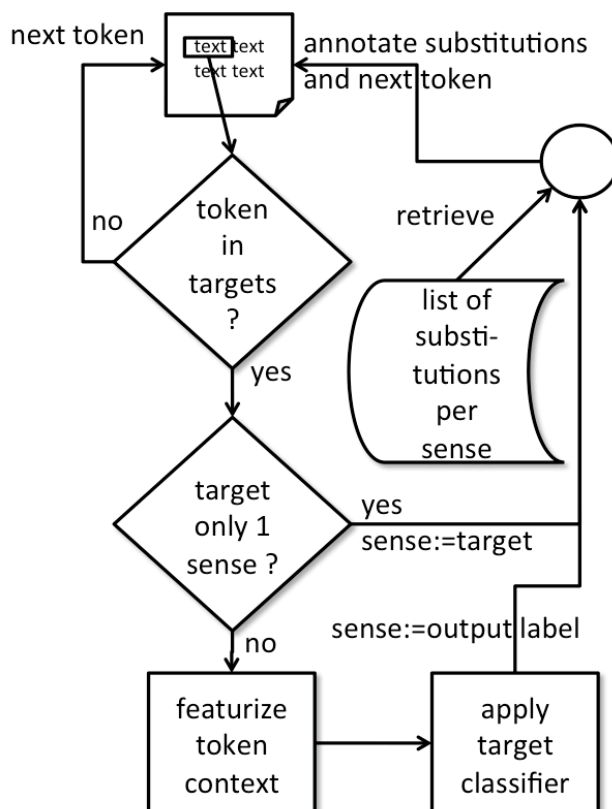 next token
text text
text text
annotate substitutions
and next token
no
token
in
targets
?
retrieve
list of
substi-
tutions
per
sense
yes
target
only 1
sense ?
yes
sense:=target
no
sense:=output label
featurize
token
context
apply
target
classifier